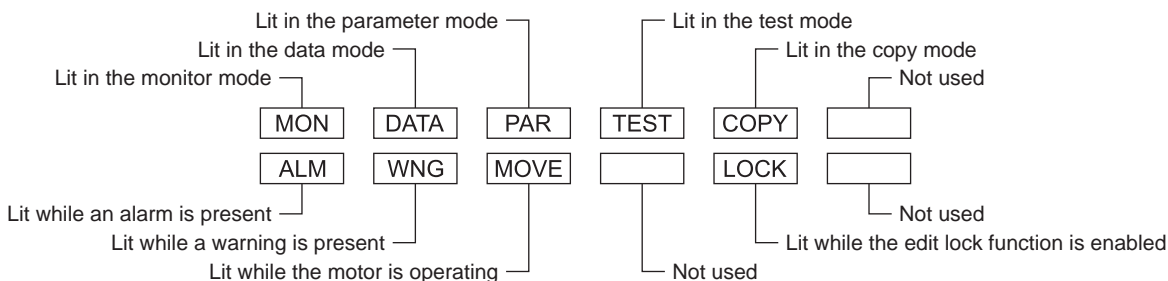 Lit in the parameter mode
Lit in the test mode
Lit in the data mode
Lit in the copy mode
Lit in the monitor mode
Not used
MON DATA PAR TEST COPY
ALM WNG MOVE LOCK
Lit while an alarm is present
Not used
Lit while a warning is present
Lit while the edit lock function is enabled
Lit while the motor is operating
Not used